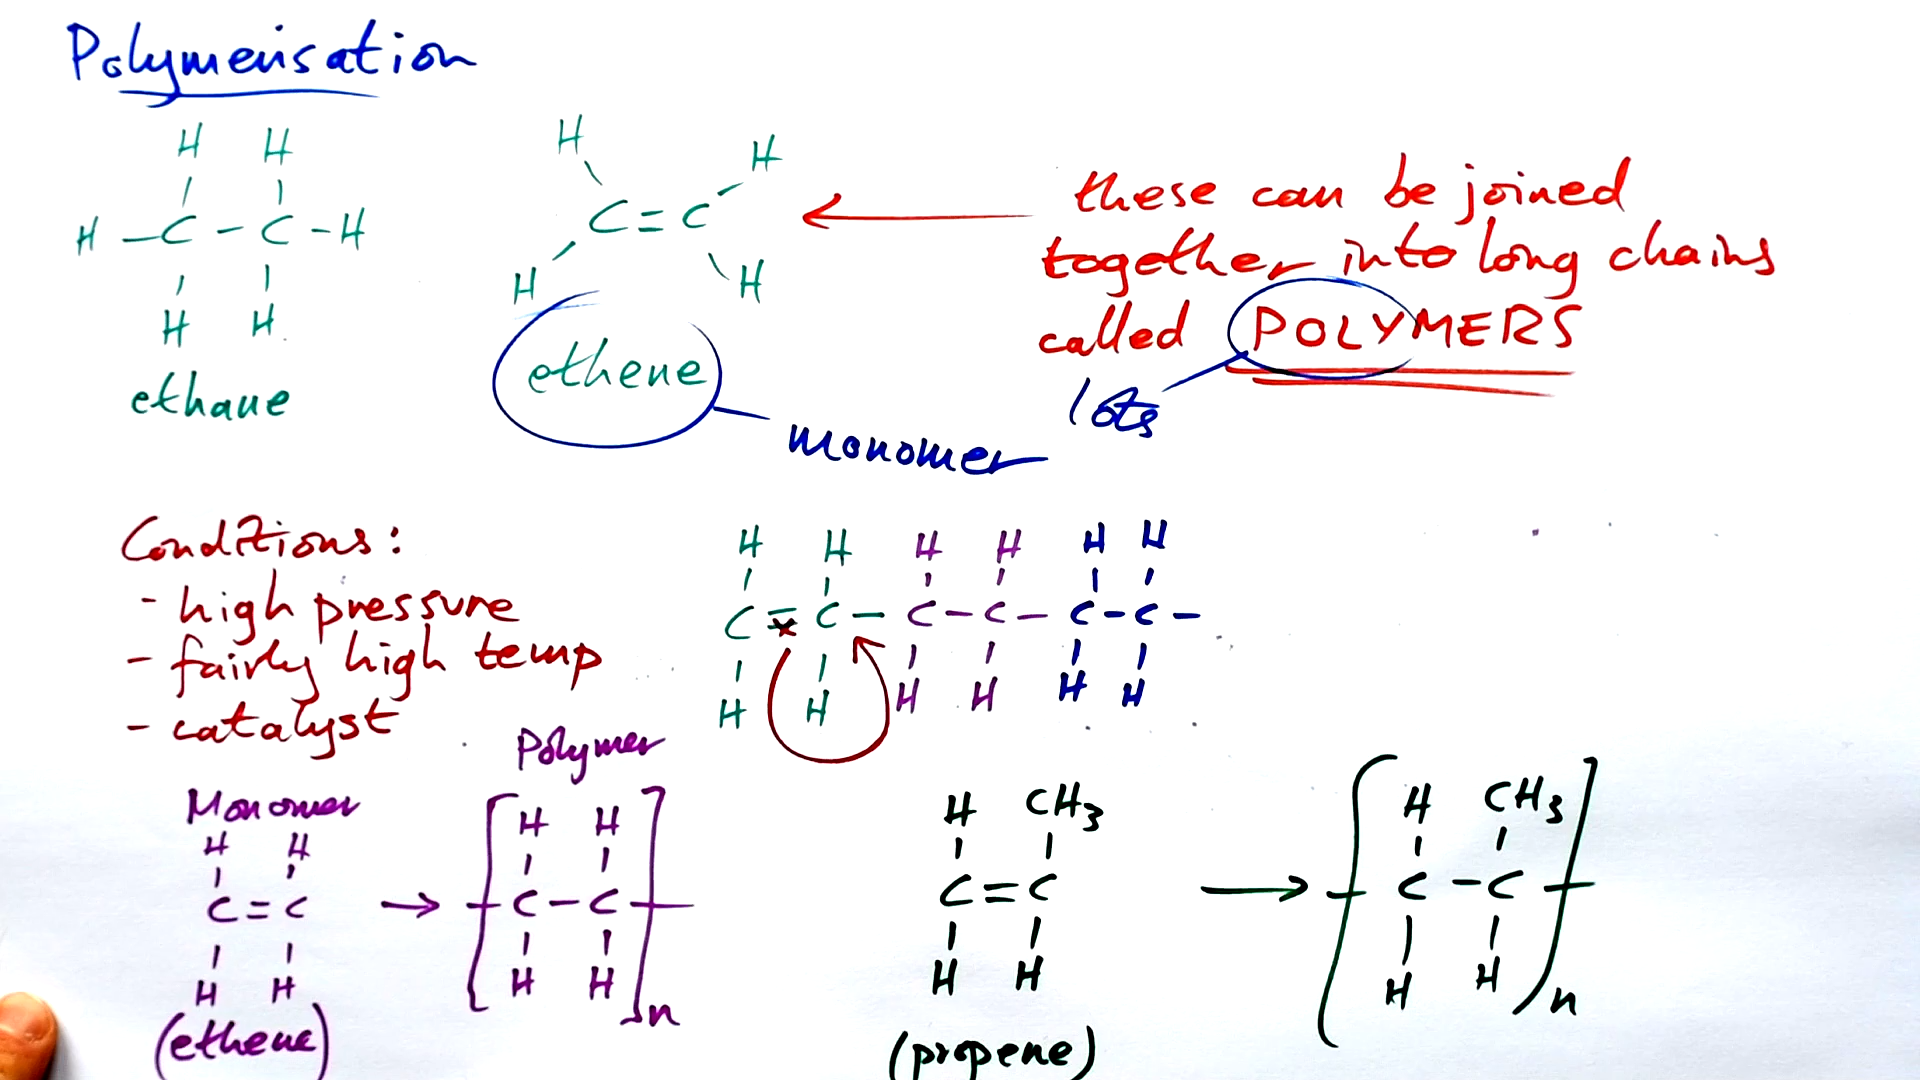 Polymerisation
H H
H - C - C - H
H H
ethane
H H
C = C
H H
ethene
monomer
these can be joined
together into long chains
called POLYMERS
lots
Conditions:
- high pressure
- fairly high temp
- catalyst
H H H H H H
C = C - C - C - C - C -
H H H H H H
Monomer
H H
C = C
H H
(ethene)
Polymer
H H
C - C
H H
n
H CH3
C = C
H H
(propene)
H CH3
C - C
H H
n